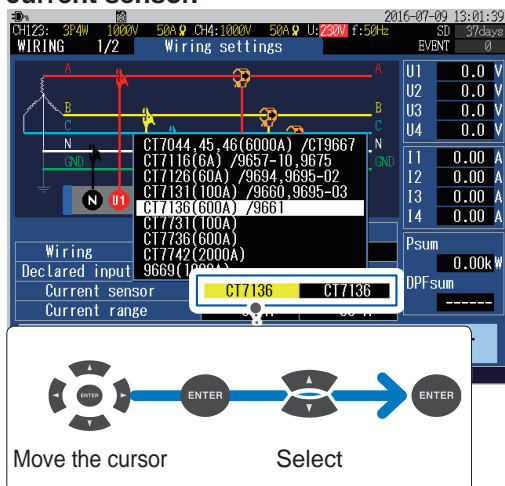 current sensor.
2016-07-09 13:01:39
CH123: 3P4W 1000V 50A CH4:1000V 50A U:230V f:50Hz SD 37days
WIRING 1/2 Wiring settings EVENT 0
A A
B B
C C
N N
GND GND
N U1
CT7044,45,46(6000A) /CT9667
CT7116(6A) /9657-10,9675
CT7126(60A) /9694,9695-02
CT7131(100A) /9660,9695-03
CT7136(600A) /9661
CT7731(100A)
CT7736(600A)
CT7742(2000A)
9669(1000A)
Wiring
Declared input
Current sensor CT7136 CT7136
Current range
U1 0.0 V
U2 0.0 V
U3 0.0 V
U4 0.0 V
I1 0.00 A
I2 0.00 A
I3 0.00 A
I4 0.00 A
Psum
0.00kW
DPFsum
------
ENTER ENTER ENTER
Move the cursor Select